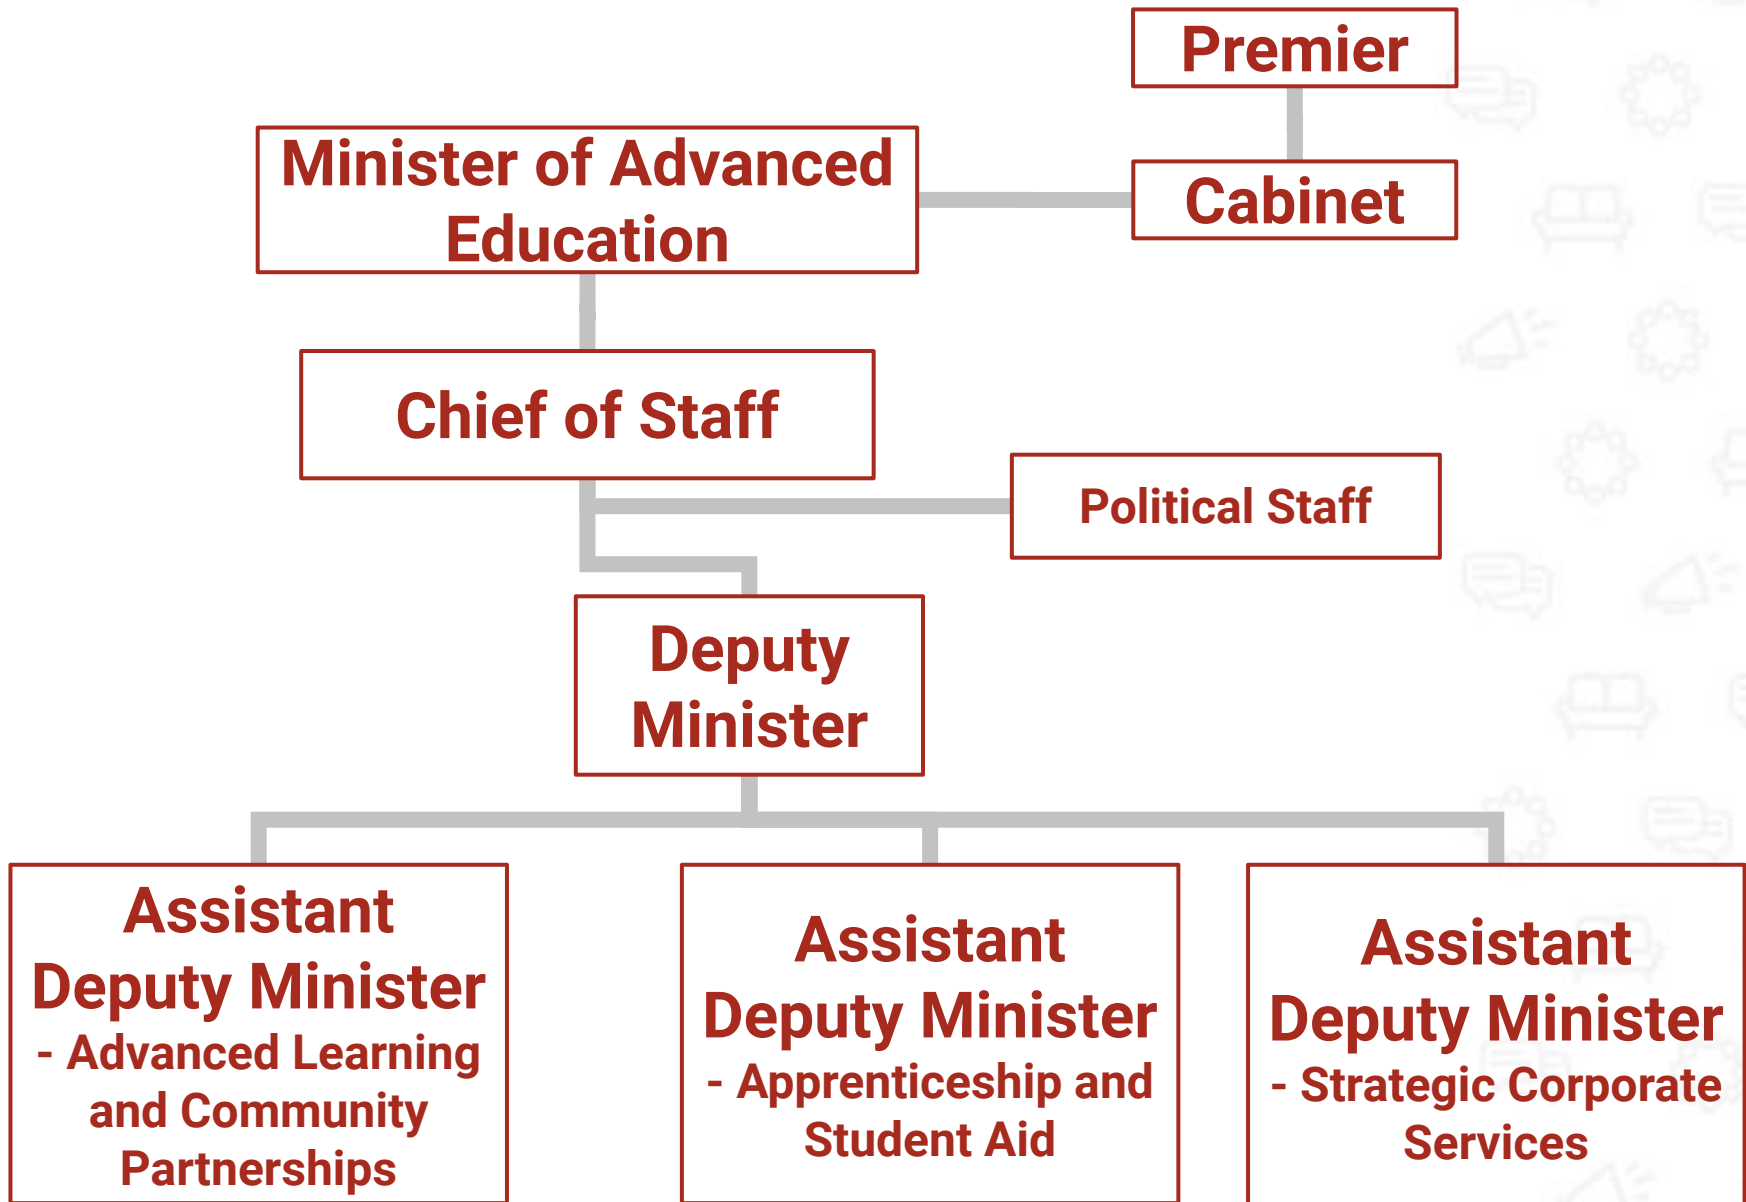 Premier
Minister of Advanced
Education
Cabinet
Chief of Staff
Political Staff
Deputy
Minister
Assistant
Deputy Minister
- Advanced Learning
and Community
Partnerships
Assistant
Deputy Minister
- Apprenticeship and
Student Aid
Assistant
Deputy Minister
- Strategic Corporate
Services